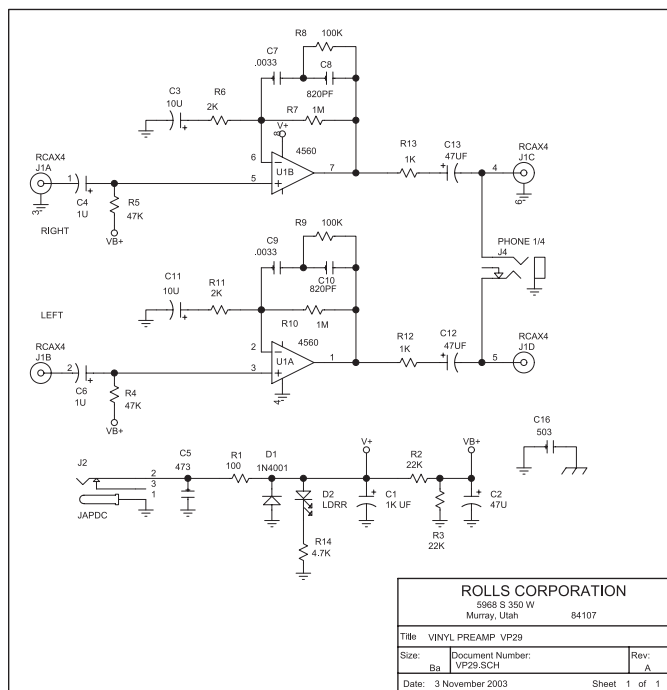 R8 100K
C7
.0033
C8
820PF
C3
10U
R6
2K
R7 1M
V+
8
4560
6
U1B
7
5
R13
1K
C13
47UF
4
RCAX4
J1C
6
RCAX4
J1A
1
3
C4
1U
R5
47K
VB+
RIGHT
R9 100K
C9
.0033
C10
820PF
PHONE 1/4
J4
C11
10U
R11
2K
R10 1M
LEFT
4560
2
U1A
1
3
4
R12
1K
C12
47UF
5
RCAX4
J1D
RCAX4
J1B
2
C6
1U
R4
47K
VB+
C16
503
J2
2
3
1
JAPDC
C5
473
R1
100
D1
1N4001
D2
LDRR
R14
4.7K
V+
C1
1K UF
R2
22K
R3
22K
VB+
C2
47U
ROLLS CORPORATION
5968 S 350 W
Murray, Utah 84107
Title VINYL PREAMP VP29
Size: Document Number: Rev:
Ba VP29.SCH A
Date: 3 November 2003 Sheet 1 of 1